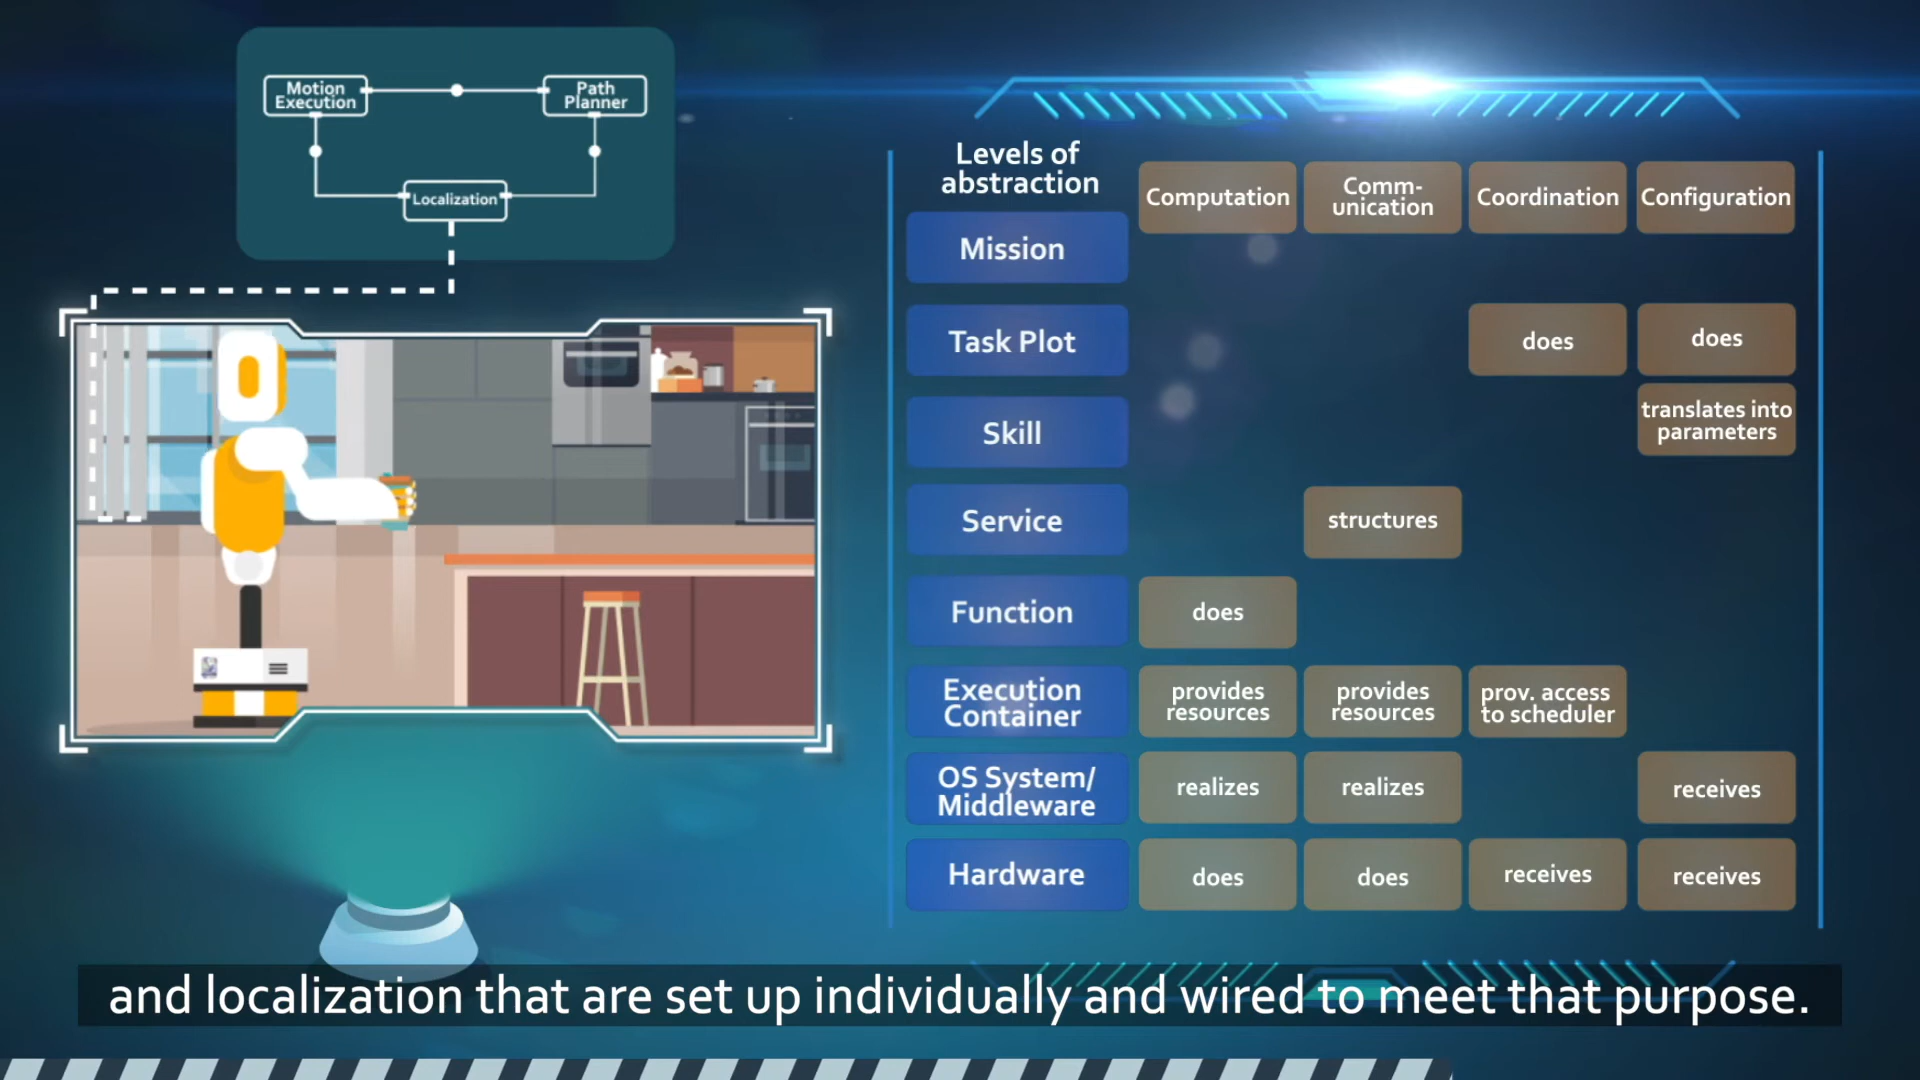 Motion
Execution
Path
Planner
Localization
Levels of
abstraction
Computation
Comm-
unication
Coordination
Configuration
Mission
Task Plot
does
does
Skill
translates into
parameters
Service
structures
Function
does
Execution
Container
provides
resources
provides
resources
prov. access
to scheduler
OS System/
Middleware
realizes
realizes
receives
Hardware
does
does
receives
receives
and localization that are set up individually and wired to meet that purpose.